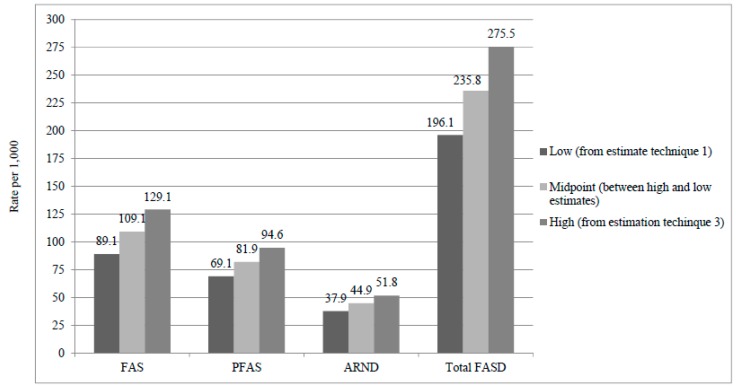 300
275
250
225
200
175
150
125
100
75
50
25
0
Rate per 1,000
89.1
109.1
129.1
69.1
81.9
94.6
37.9
44.9
51.8
196.1
235.8
275.5
FAS
PFAS
ARND
Total FASD
Low (from estimate technique 1)
Midpoint (between high and low
estimates)
High (from estimation techinque 3)